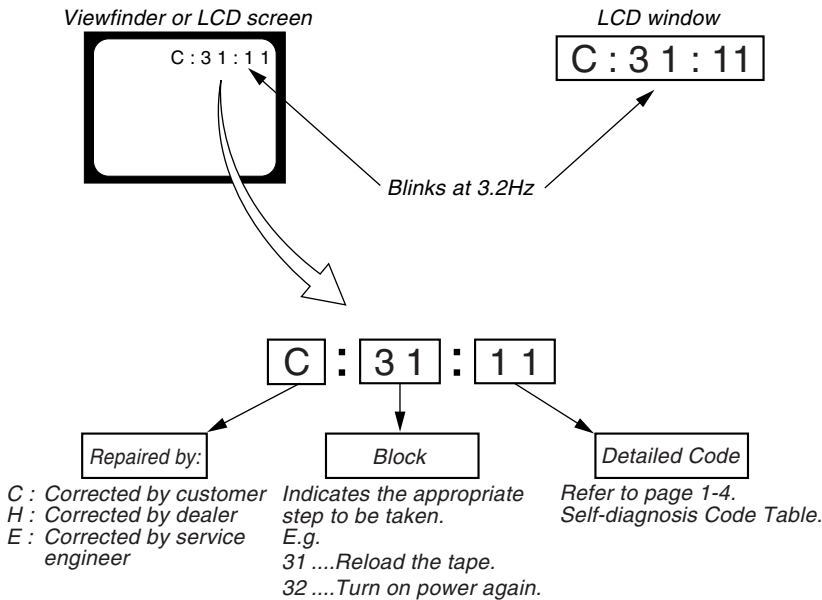 Viewfinder or LCD screen
LCD window
C : 3 1 : 1 1
C : 3 1 : 11
Blinks at 3.2Hz
C : 3 1 : 1 1
Repaired by:
Block
Detailed Code
C : Corrected by customer
H : Corrected by dealer
E : Corrected by service
engineer
Indicates the appropriate
step to be taken.
E.g.
31 ....Reload the tape.
32 ....Turn on power again.
Refer to page 1-4.
Self-diagnosis Code Table.